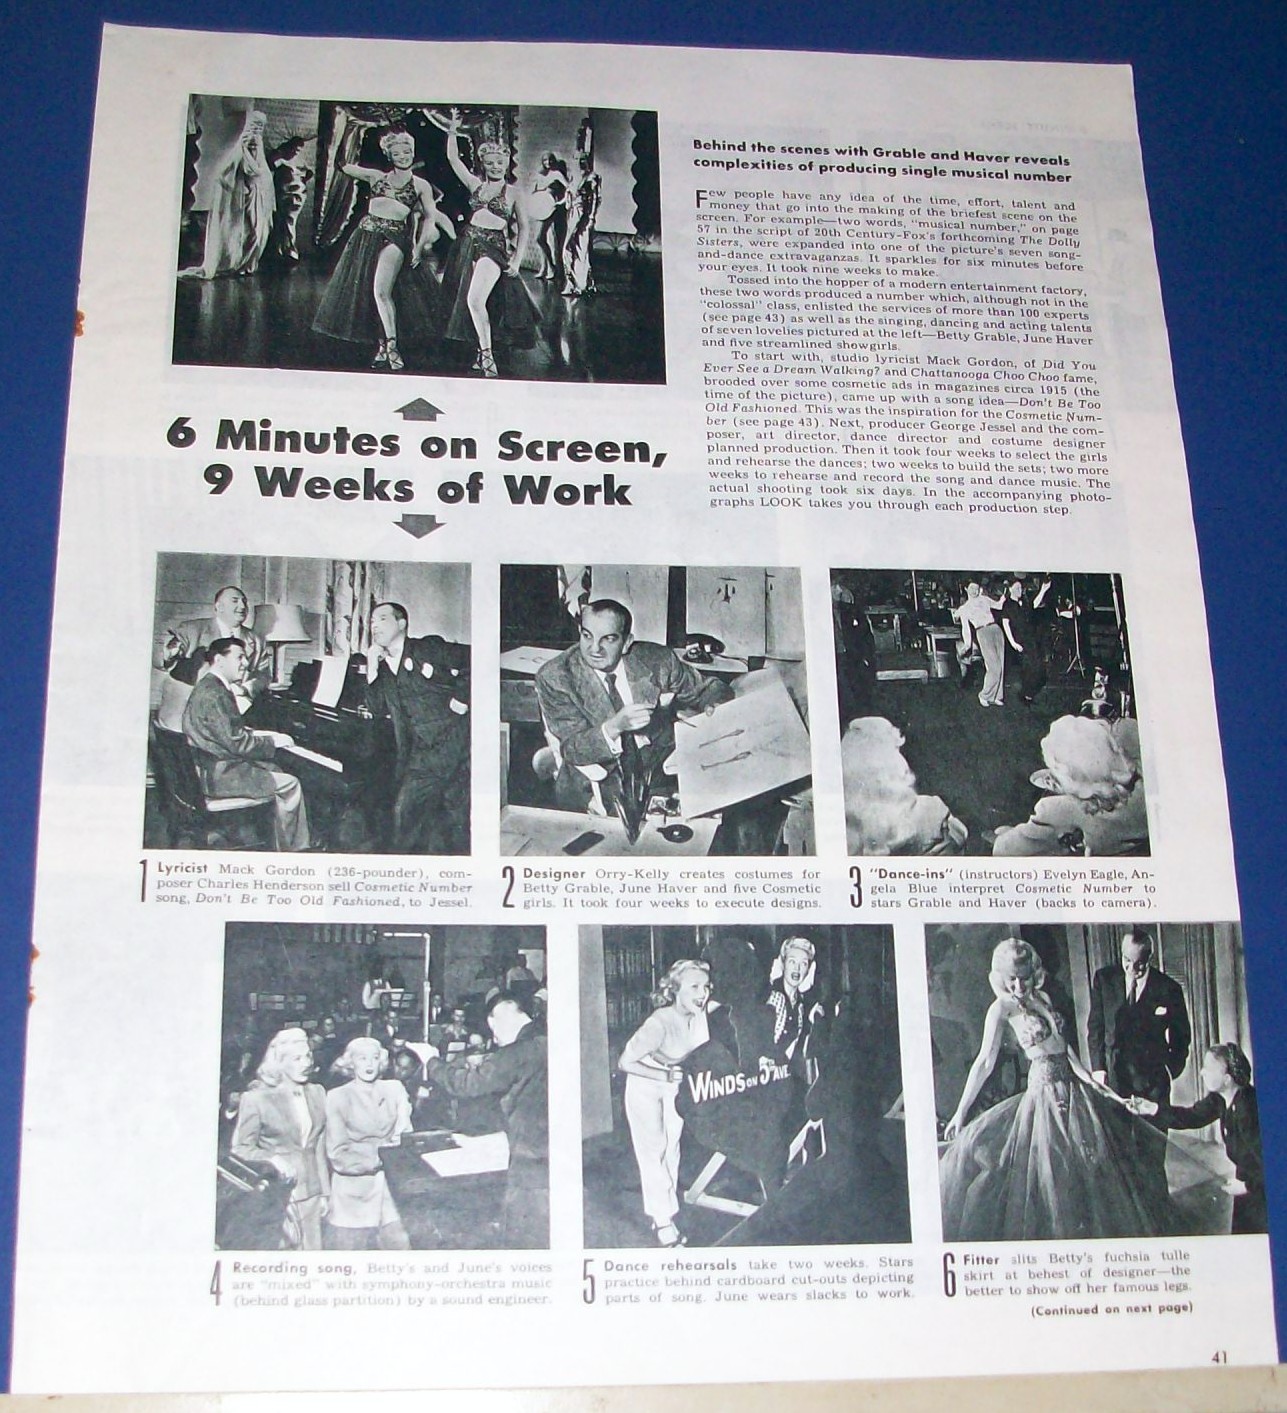 Behind the scenes with Grable and Haver reveals
complexities of producing single musical number
Few people have any idea of the time, effort, talent and
money that go into the making of the briefest scene on the
screen. For example—two words, "musical number," on page
57 in the script of 20th Century-Fox's forthcoming The Dolly
Sisters, were expanded into one of the picture's seven song-
and-dance extravaganzas. It sparkles for six minutes before
your eyes. It took nine weeks to make.
Tossed into the hopper of a modern entertainment factory,
these two words produced a number which, although not in the
"colossal" class, enlisted the services of more than 100 experts
(see page 43) as well as the singing, dancing and acting talents
of seven lovelies pictured at the left—Betty Grable, June Haver
and five streamlined showgirls.
To start with, studio lyricist Mack Gordon, of Did You
Ever See a Dream Walking? and Chattanooga Choo Choo fame,
brooded over some cosmetic ads in magazines circa 1915 (the
time of the picture), came up with a song idea—Don't Be Too
Old Fashioned. This was the inspiration for the Cosmetic Num-
ber (see page 43). Next, producer George Jessel and the com-
poser, art director, dance director and costume designer
planned production. Then it took four weeks to select the girls
and rehearse the dances; two weeks to build the sets; two more
weeks to rehearse and record the song and dance music. The
actual shooting took six days. In the accompanying photo-
graphs LOOK takes you through each production step.
6 Minutes on Screen,
9 Weeks of Work
1 Lyricist Mack Gordon (236-pounder), com-
poser Charles Henderson sell Cosmetic Number
song, Don't Be Too Old Fashioned, to Jessel.
2 Designer Orry-Kelly creates costumes for
Betty Grable, June Haver and five Cosmetic
girls. It took four weeks to execute designs.
3 "Dance-ins" (instructors) Evelyn Eagle, An-
gela Blue interpret Cosmetic Number to
stars Grable and Haver (backs to camera).
WINDS ON 5TH AVE.
4 Recording song, Betty's and June's voices
are "mixed" with symphony-orchestra music
(behind glass partition) by a sound engineer.
5 Dance rehearsals take two weeks. Stars
practice behind cardboard cut-outs depicting
parts of song. June wears slacks to work.
6 Fitter slits Betty's fuchsia tulle
skirt at behest of designer—the
better to show off her famous legs.
(Continued on next page)
41